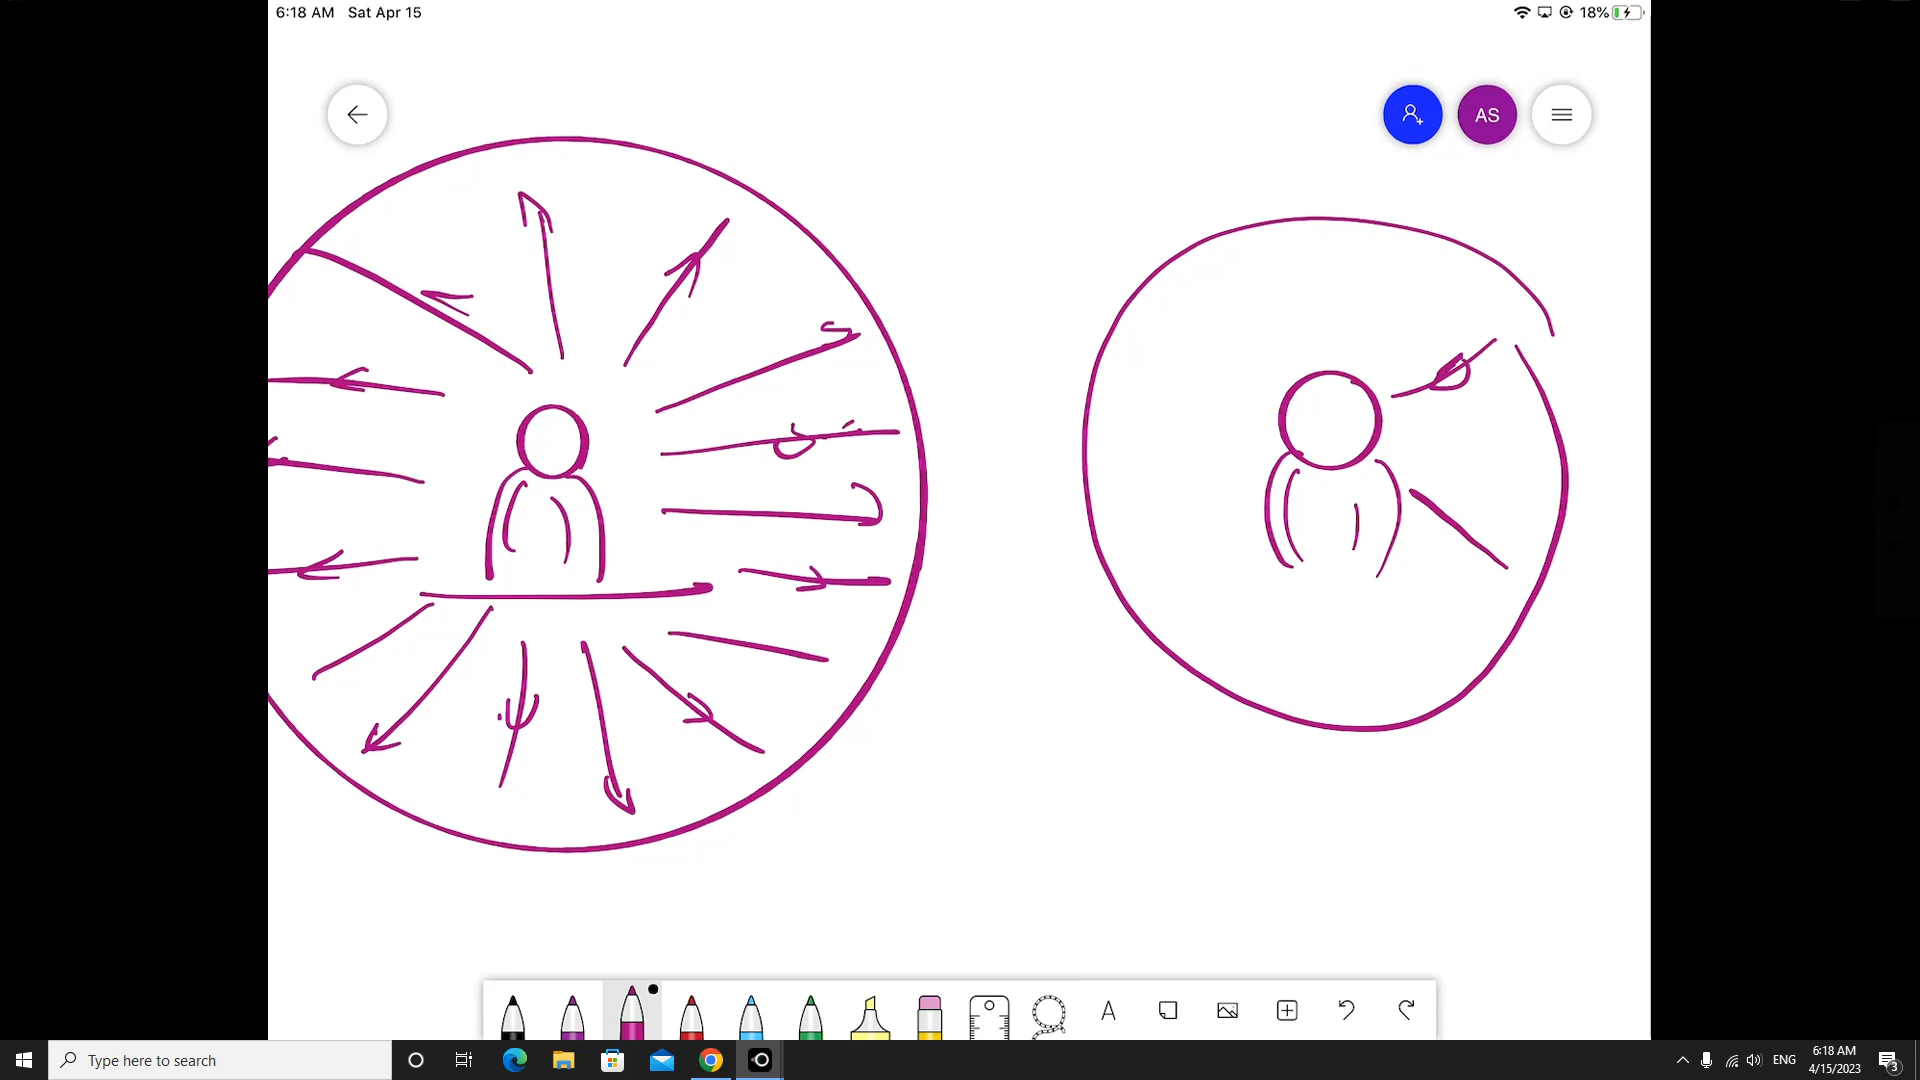 6:18 AM Sat Apr 15
18%
AS
A
Type here to search
ENG
6:18 AM
4/15/2023
3